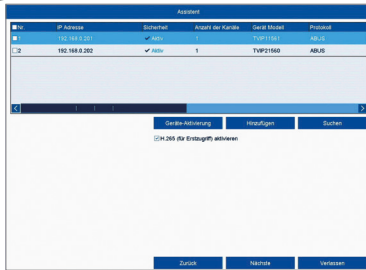 Assistent
Nr. IP Adresse Sicherheit Anzahl der Kanäle Gerät Modell Protokoll
1 192.168.0.201 Aktiv 1 TVIP11561 ABUS
2 192.168.0.202 Aktiv 1 TVIP21560 ABUS
Geräte-Aktivierung Hinzufügen Suchen
H.265 (für Erstzugriff) aktivieren
Zurück Nächste Verlassen